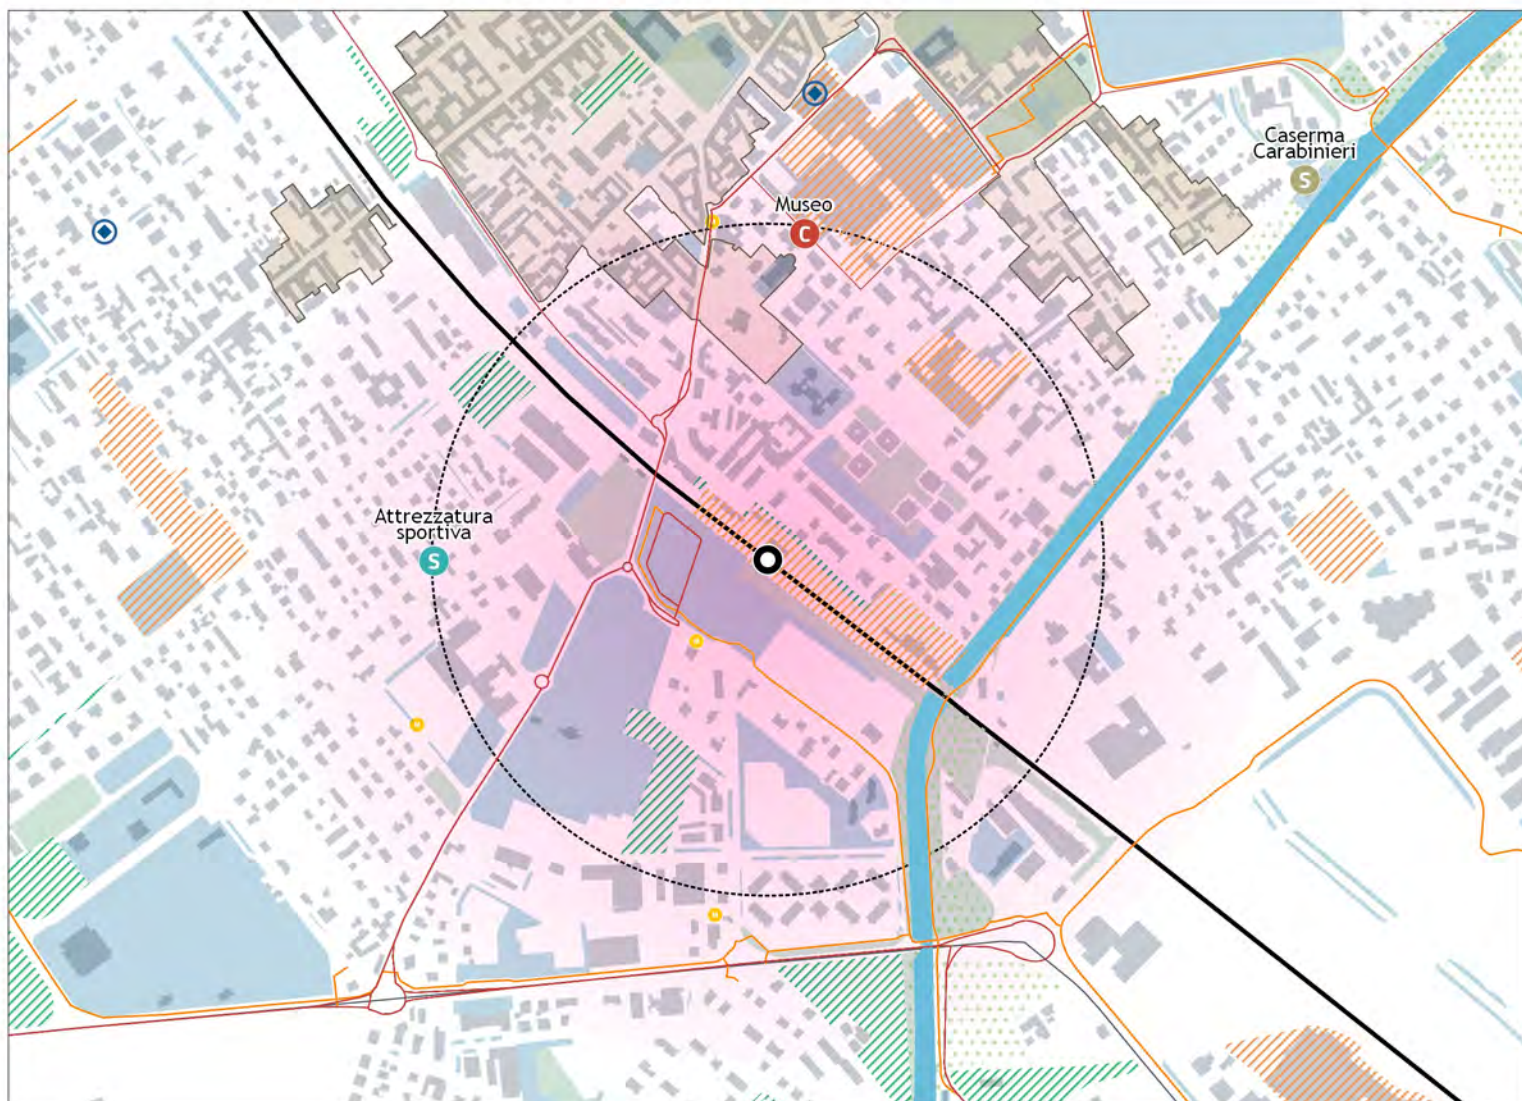 Caserma
Carabinieri
S
Museo
C
Attrezzatura
sportiva
S